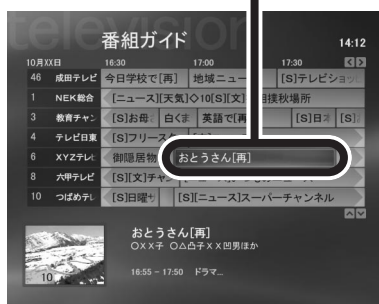 television
番組ガイド 14:12
10月XX日 16:30 17:00 17:30
46 成田テレビ 今日学校で[再] 地域ニュー [S]テレビショッ
1 NEK総合 [ニュース][天気]◇10[S][文] 相撲秋場所
3 教育チャン [S]お母 白くま 英語で[再 [S]日本 [S]
4 テレビ日東 [S]フリース
6 XYZテレビ 御隠居物 おとうさん[再]
8 六甲テレビ [S][文]チャン
10 つばめテレ [S]日曜サ [S][ニュース]スーパーチャンネル
おとうさん[再]
〇XX子 〇△凸子XX凹男ほか
10
16:55 – 17:50 ドラマ...